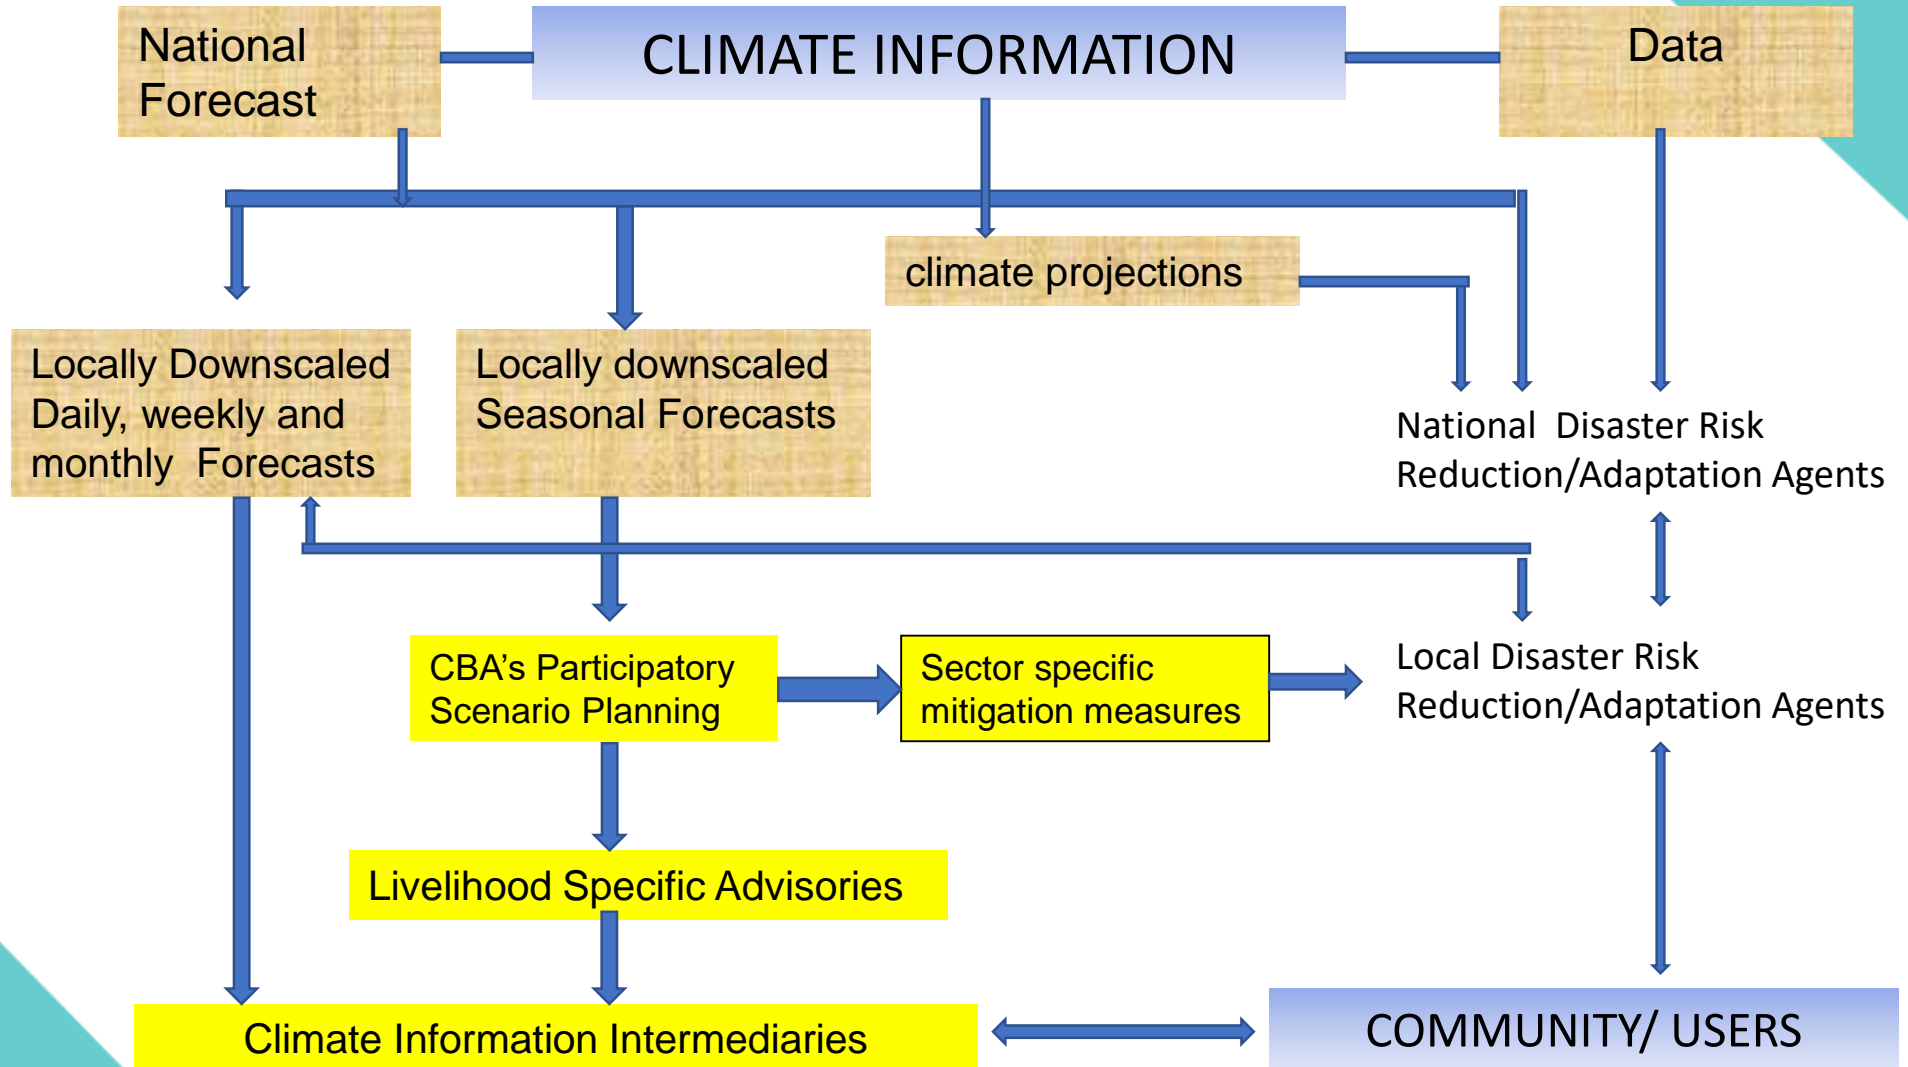 National
Forecast
CLIMATE INFORMATION
Data
climate projections
Locally Downscaled
Daily, weekly and
monthly Forecasts
Locally downscaled
Seasonal Forecasts
National Disaster Risk
Reduction/Adaptation Agents
CBA’s Participatory
Scenario Planning
Sector specific
mitigation measures
Local Disaster Risk
Reduction/Adaptation Agents
Livelihood Specific Advisories
Climate Information Intermediaries
COMMUNITY/ USERS